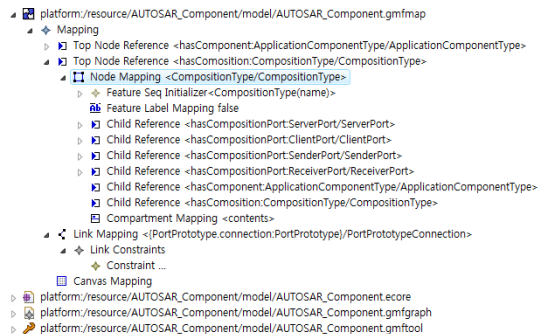 platform:/resource/AUTOSAR_Component/model/AUTOSAR_Component.gmfmap
Mapping
Top Node Reference <hasComponent:ApplicationComponentType/ApplicationComponentType>
Top Node Reference <hasComosition:CompositionType/CompositionType>
Node Mapping <CompositionType/CompositionType>
Feature Seq Initializer<CompositionType(name)>
Feature Label Mapping false
Child Reference <hasCompositionPort:ServerPort/ServerPort>
Child Reference <hasCompositionPort:ClientPort/ClientPort>
Child Reference <hasCompositionPort:SenderPort/SenderPort>
Child Reference <hasCompositionPort:ReceiverPort/ReceiverPort>
Child Reference <hasComponent:ApplicationComponentType/ApplicationComponentType>
Child Reference <hasComosition:CompositionType/CompositionType>
Compartment Mapping <contents>
Link Mapping <{PortPrototype.connection:PortPrototype}/PortPrototypeConnection>
Link Constraints
Constraint ...
Canvas Mapping
platform:/resource/AUTOSAR_Component/model/AUTOSAR_Component.ecore
platform:/resource/AUTOSAR_Component/model/AUTOSAR_Component.gmfgraph
platform:/resource/AUTOSAR_Component/model/AUTOSAR_Component.gmftool